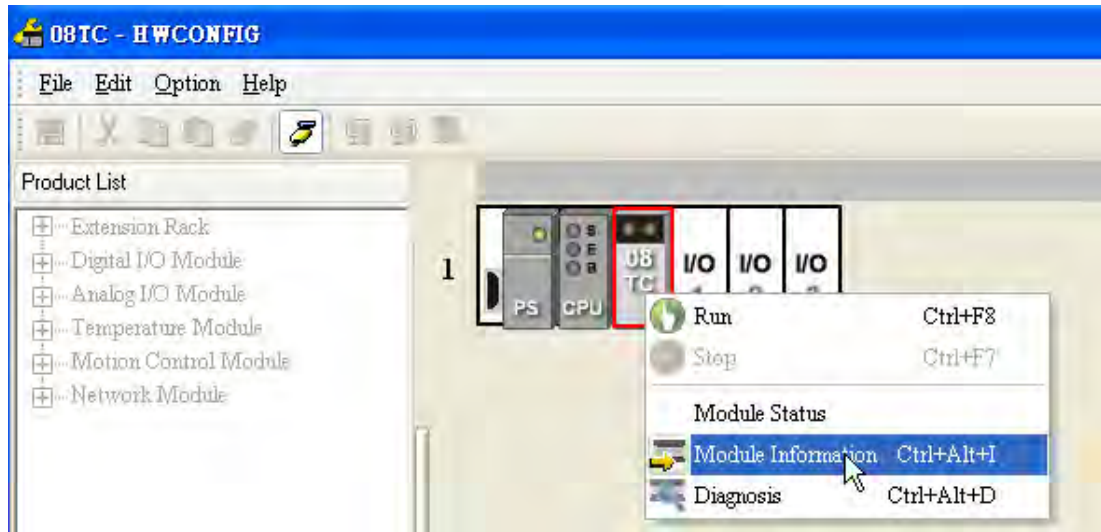 08TC - HWCONFIG
File Edit Option Help
Product List
Extension Rack
Digital I/O Module
Analog I/O Module
Temperature Module
Motion Control Module
Network Module
1
PS
CPU
S
E
B
08
TC
I/O I/O I/O
Run Ctrl+F8
Stop Ctrl+F7
Module Status
Module Information Ctrl+Alt+I
Diagnosis Ctrl+Alt+D